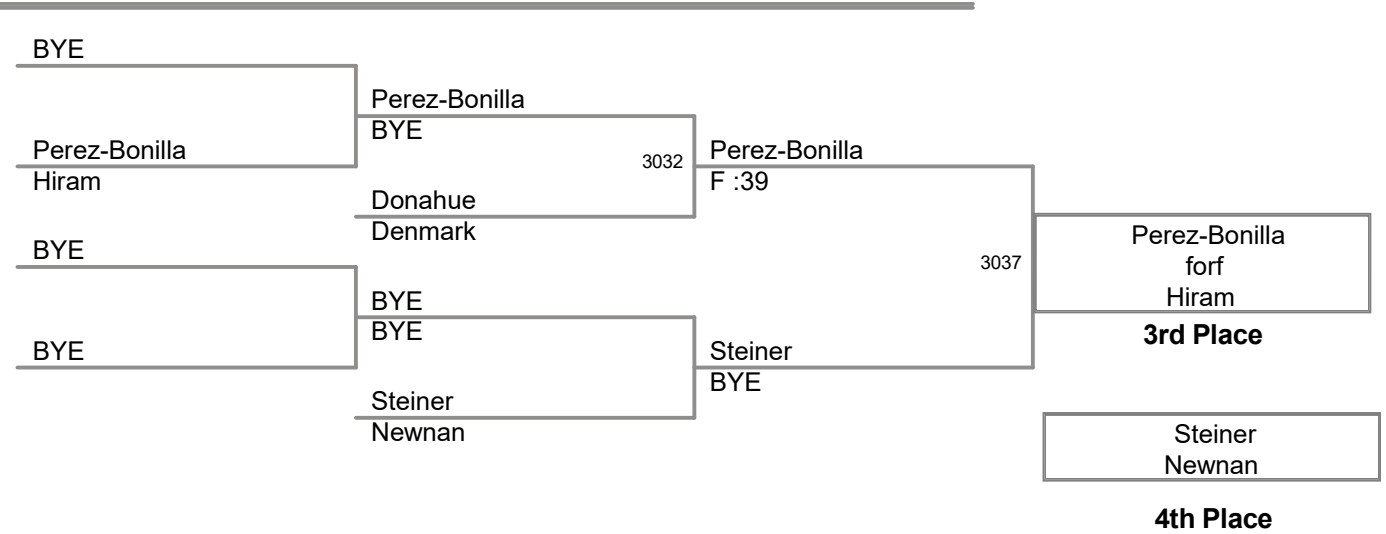 BYE
Perez-Bonilla
BYE
Perez-Bonilla
Hiram
3032
Perez-Bonilla
F :39
Donahue
Denmark
BYE
3037
Perez-Bonilla
forf
Hiram
3rd Place
BYE
BYE
BYE
Steiner
BYE
Steiner
Newnan
Steiner
Newnan
4th Place